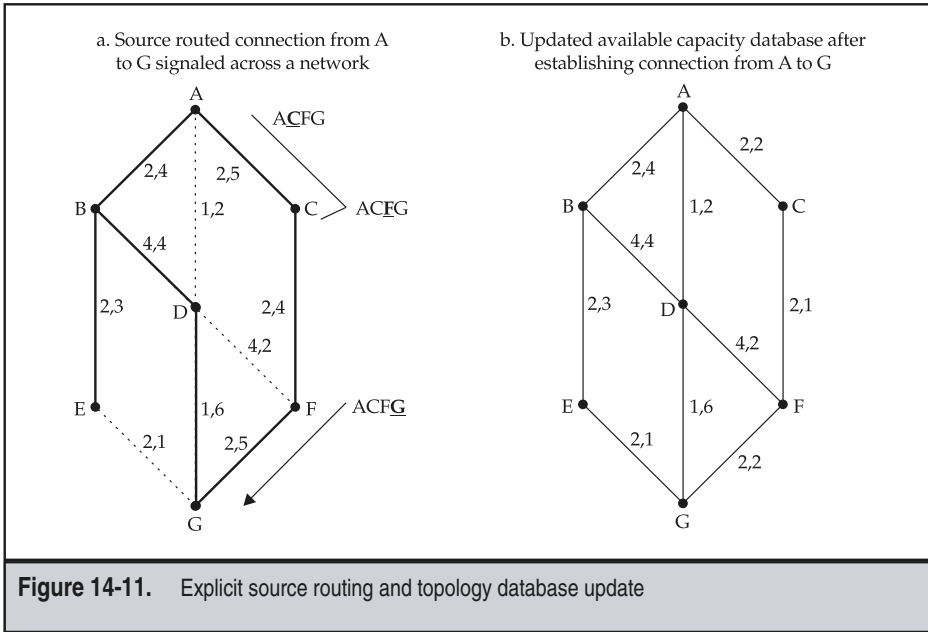 a. Source routed connection from A
to G signaled across a network
A
ACFG
2,4
2,5
B
1,2
C
ACFG
4,4
2,3
D
2,4
4,2
E
1,6
F
ACFG
2,1
2,5
G
b. Updated available capacity database after
establishing connection from A to G
A
2,2
2,4
B
1,2
C
4,4
2,3
D
2,1
4,2
E
1,6
F
2,1
2,2
G
Figure 14-11. Explicit source routing and topology database update